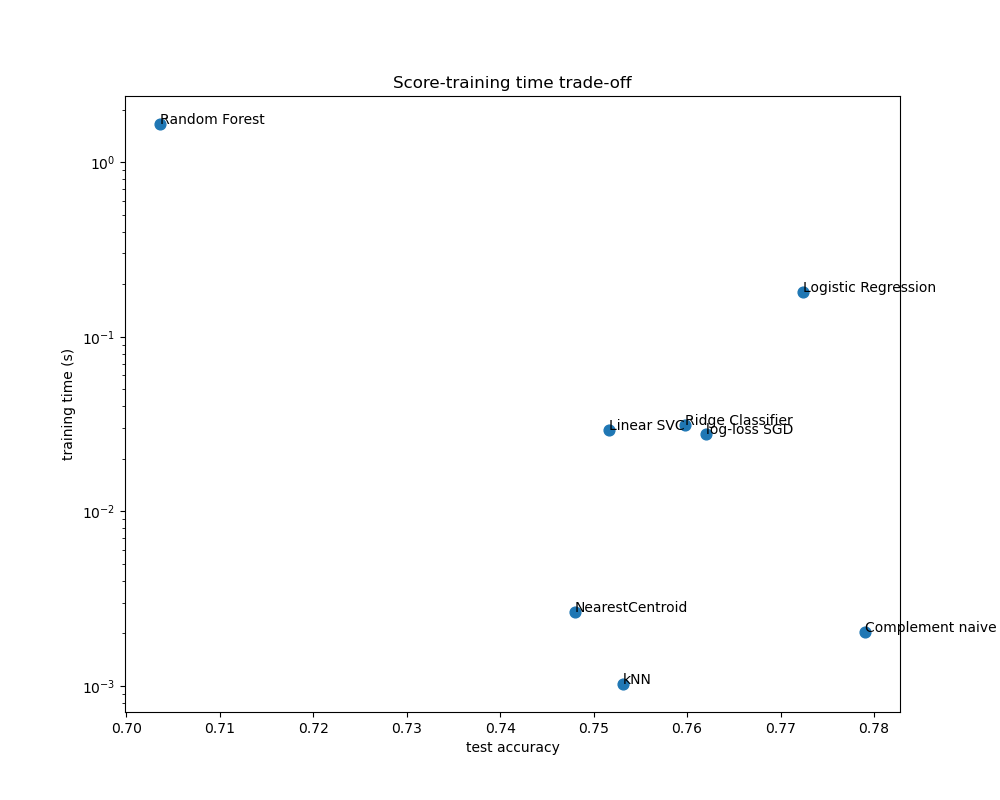 Score-training time trade-off
Random Forest
Logistic Regression
Ridge Classifier
Linear SVC
log-loss SGD
NearestCentroid
Complement naive
kNN
10⁰
10⁻¹
10⁻²
10⁻³
training time (s)
0.70 0.71 0.72 0.73 0.74 0.75 0.76 0.77 0.78
test accuracy